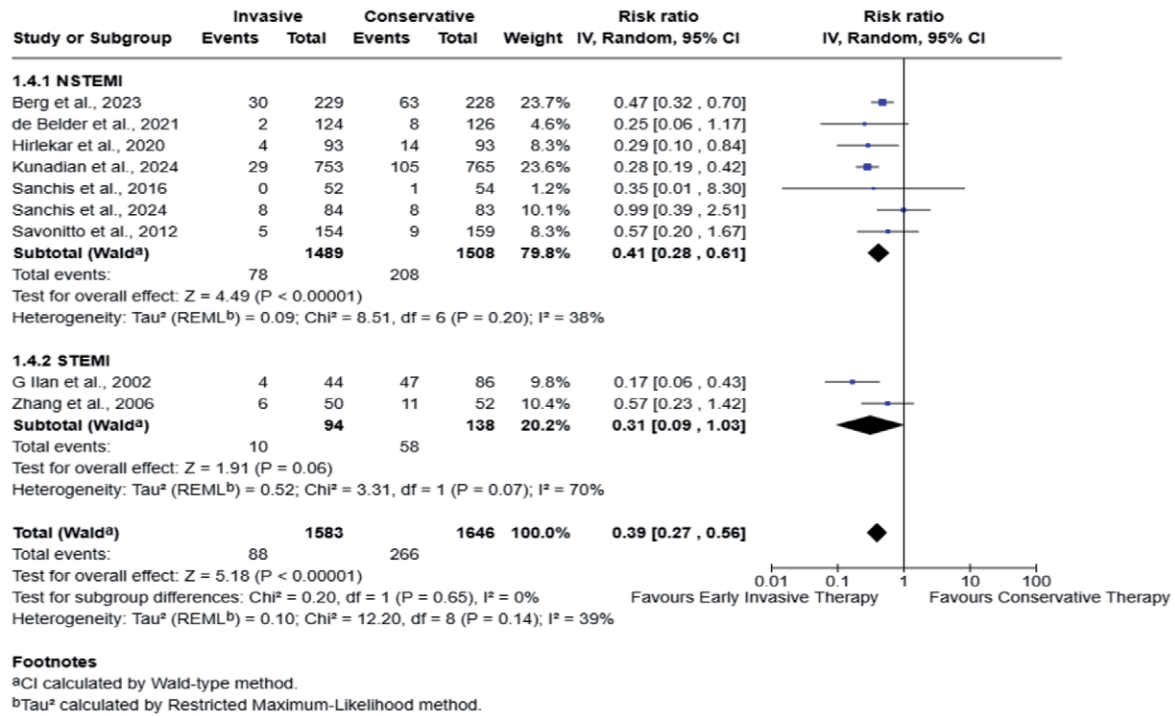 Invasive Conservative Risk ratio Risk ratio
Study or Subgroup Events Total Events Total Weight IV, Random, 95% CI IV, Random, 95% CI
1.4.1 NSTEMI
Berg et al., 2023 30 229 63 228 23.7% 0.47 [0.32 , 0.70]
de Belder et al., 2021 2 124 8 126 4.6% 0.25 [0.06 , 1.17]
Hirlekar et al., 2020 4 93 14 93 8.3% 0.29 [0.10 , 0.84]
Kunadian et al., 2024 29 753 105 765 23.6% 0.28 [0.19 , 0.42]
Sanchis et al., 2016 0 52 1 54 1.2% 0.35 [0.01 , 8.30]
Sanchis et al., 2024 8 84 8 83 10.1% 0.99 [0.39 , 2.51]
Savonitto et al., 2012 5 154 9 159 8.3% 0.57 [0.20 , 1.67]
Subtotal (Waldᵃ) 1489 1508 79.8% 0.41 [0.28 , 0.61]
Total events: 78 208
Test for overall effect: Z = 4.49 (P < 0.00001)
Heterogeneity: Tau² (REMLᵇ) = 0.09; Chi² = 8.51, df = 6 (P = 0.20); I² = 38%
1.4.2 STEMI
G Ilan et al., 2002 4 44 47 86 9.8% 0.17 [0.06 , 0.43]
Zhang et al., 2006 6 50 11 52 10.4% 0.57 [0.23 , 1.42]
Subtotal (Waldᵃ) 94 138 20.2% 0.31 [0.09 , 1.03]
Total events: 10 58
Test for overall effect: Z = 1.91 (P = 0.06)
Heterogeneity: Tau² (REMLᵇ) = 0.52; Chi² = 3.31, df = 1 (P = 0.07); I² = 70%
Total (Waldᵃ) 1583 1646 100.0% 0.39 [0.27 , 0.56]
Total events: 88 266
Test for overall effect: Z = 5.18 (P < 0.00001) 0.01 0.1 1 10 100
Test for subgroup differences: Chi² = 0.20, df = 1 (P = 0.65), I² = 0% Favours Early Invasive Therapy Favours Conservative Therapy
Heterogeneity: Tau² (REMLᵇ) = 0.10; Chi² = 12.20, df = 8 (P = 0.14); I² = 39%
Footnotes
ᵃCI calculated by Wald-type method.
ᵇTau² calculated by Restricted Maximum-Likelihood method.